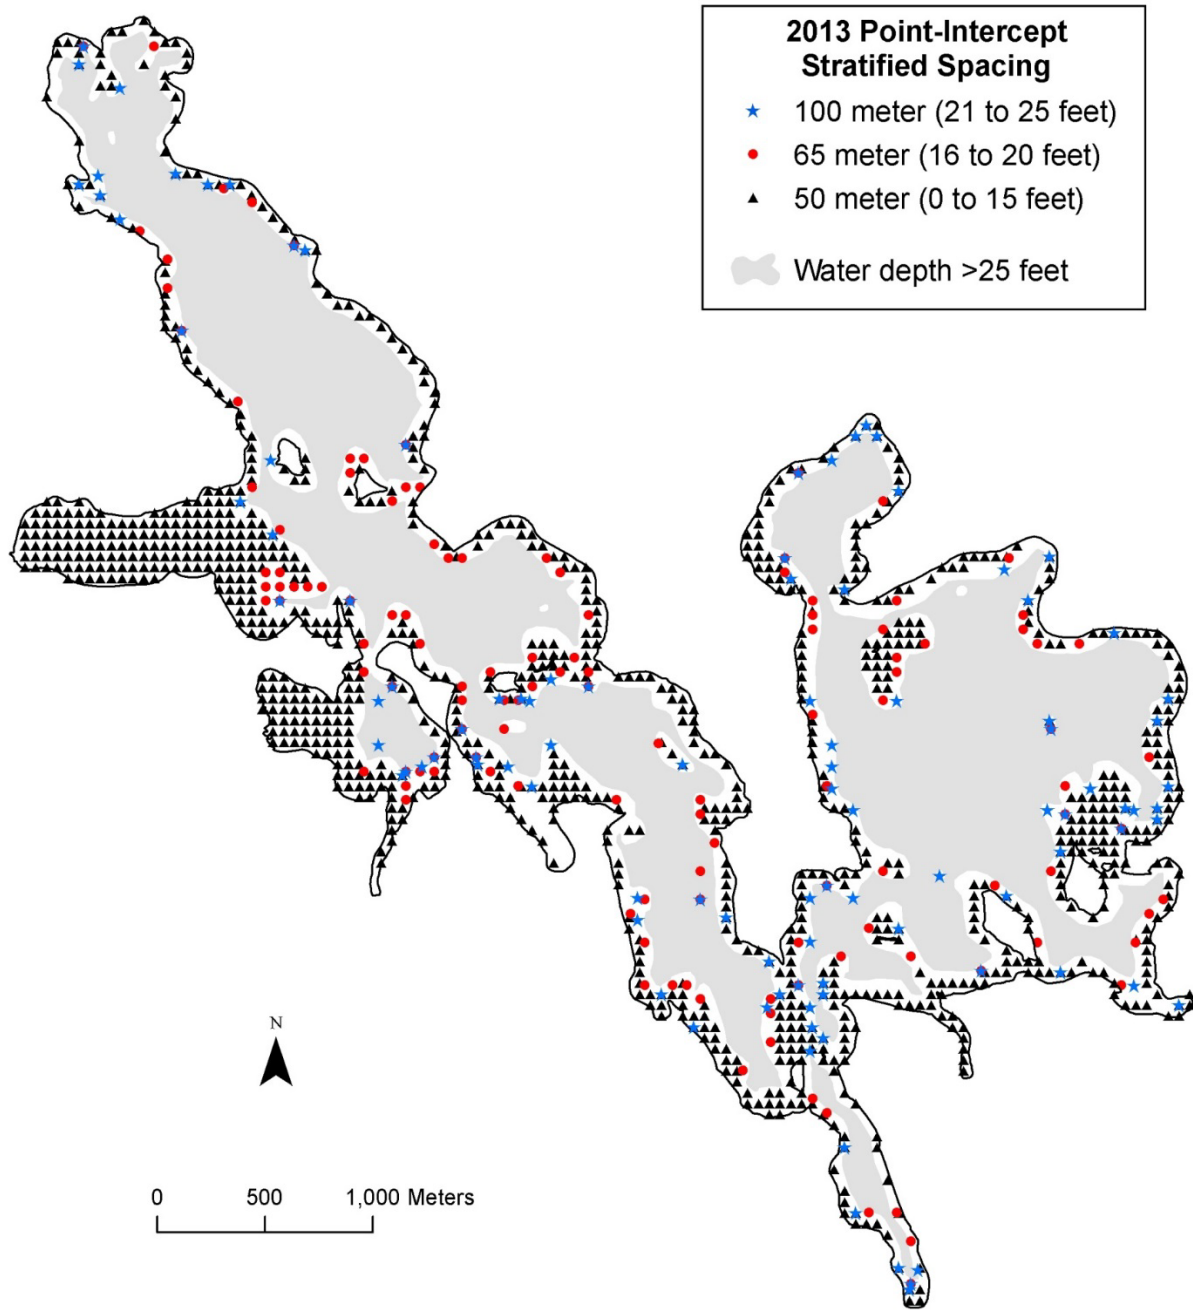 2013 Point-Intercept
Stratified Spacing
100 meter (21 to 25 feet)
65 meter (16 to 20 feet)
50 meter (0 to 15 feet)
Water depth >25 feet
N
0 500 1,000 Meters